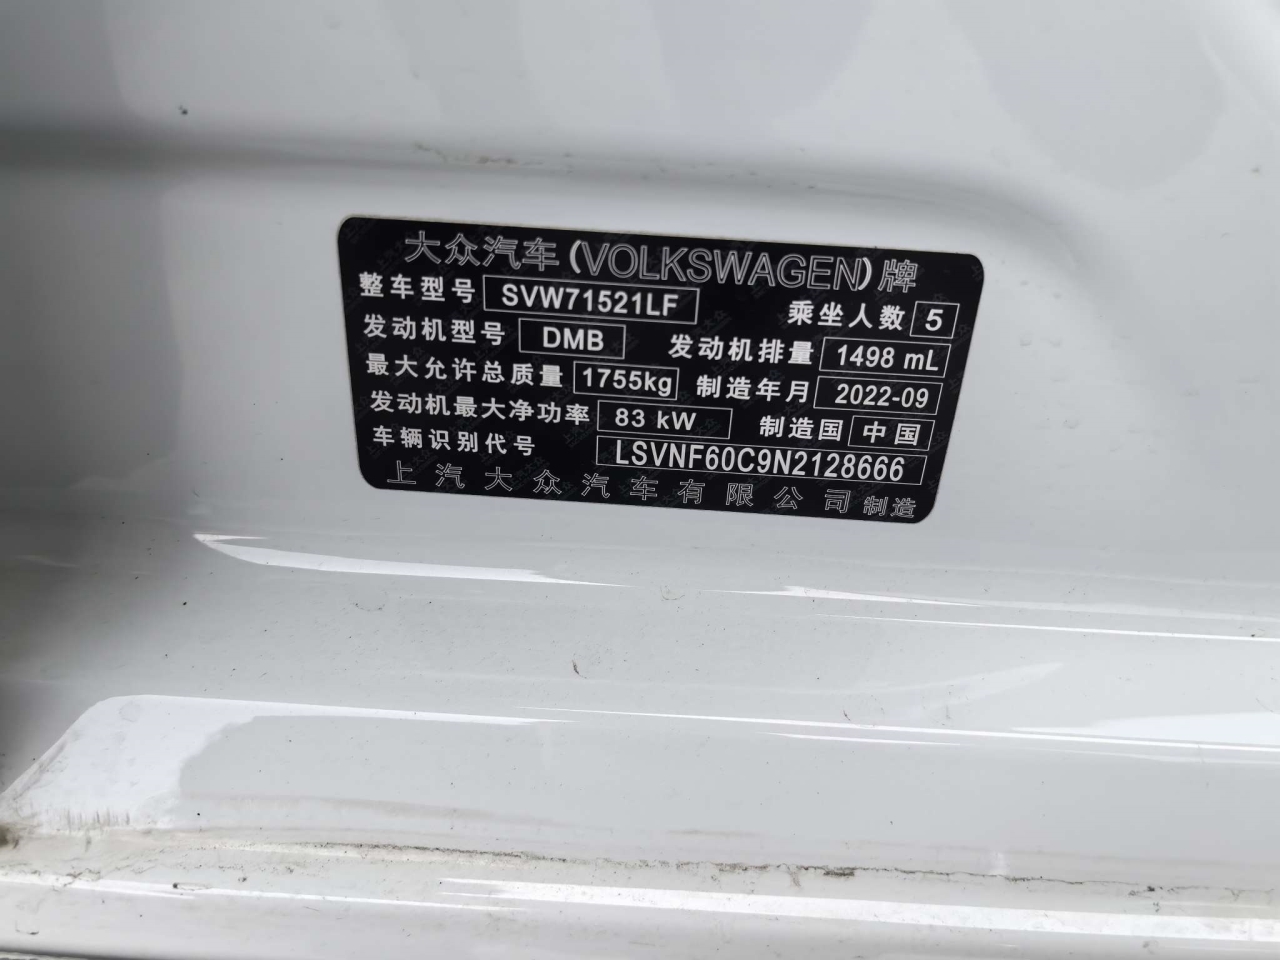 大众汽车(VOLKSWAGEN)牌
整车型号 SVW71521LF 乘坐人数 5
发动机型号 DMB 发动机排量 1498 mL
最大允许总质量 1755kg 制造年月 2022-09
发动机最大净功率 83 kW 制造国 中国
车辆识别代号 LSVNF60C9N2128666
上汽大众汽车有限公司 制造